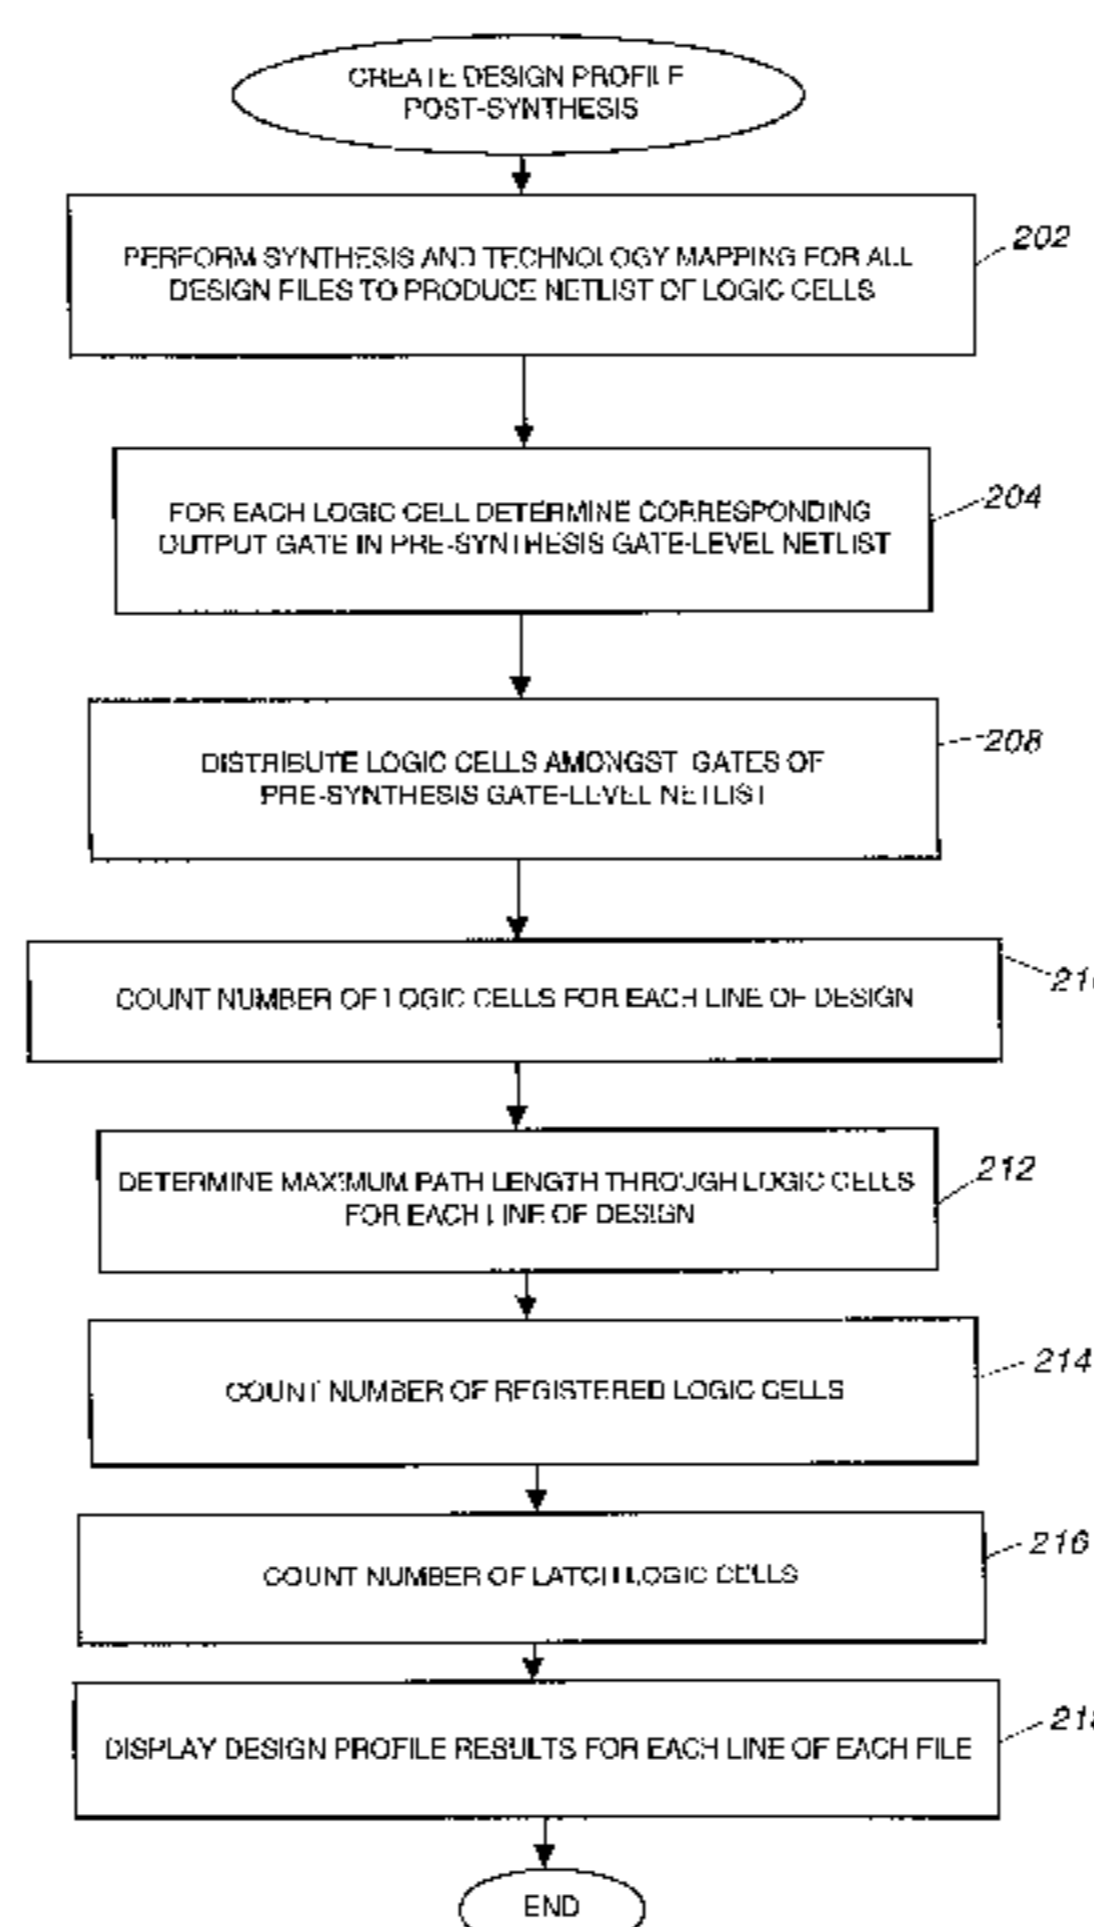 CREATE DESIGN PROFILE
POST-SYNTHESIS
PERFORM SYNTHESIS AND TECHNOLOGY MAPPING FOR ALL
DESIGN FILES TO PRODUCE NETLIST OF LOGIC CELLS
202
FOR EACH LOGIC CELL DETERMINE CORRESPONDING
OUTPUT GATE IN PRE-SYNTHESIS GATE-LEVEL NETLIST
204
DISTRIBUTE LOGIC CELLS AMONGST GATES OF
PRE-SYNTHESIS GATE-LEVEL NETLIST
208
COUNT NUMBER OF LOGIC CELLS FOR EACH LINE OF DESIGN
DETERMINE MAXIMUM PATH LENGTH THROUGH LOGIC CELLS
FOR EACH LINE OF DESIGN
212
COUNT NUMBER OF REGISTERED LOGIC CELLS
214
COUNT NUMBER OF LATCH LOGIC CELLS
216
DISPLAY DESIGN PROFILE RESULTS FOR EACH LINE OF EACH FILE
END